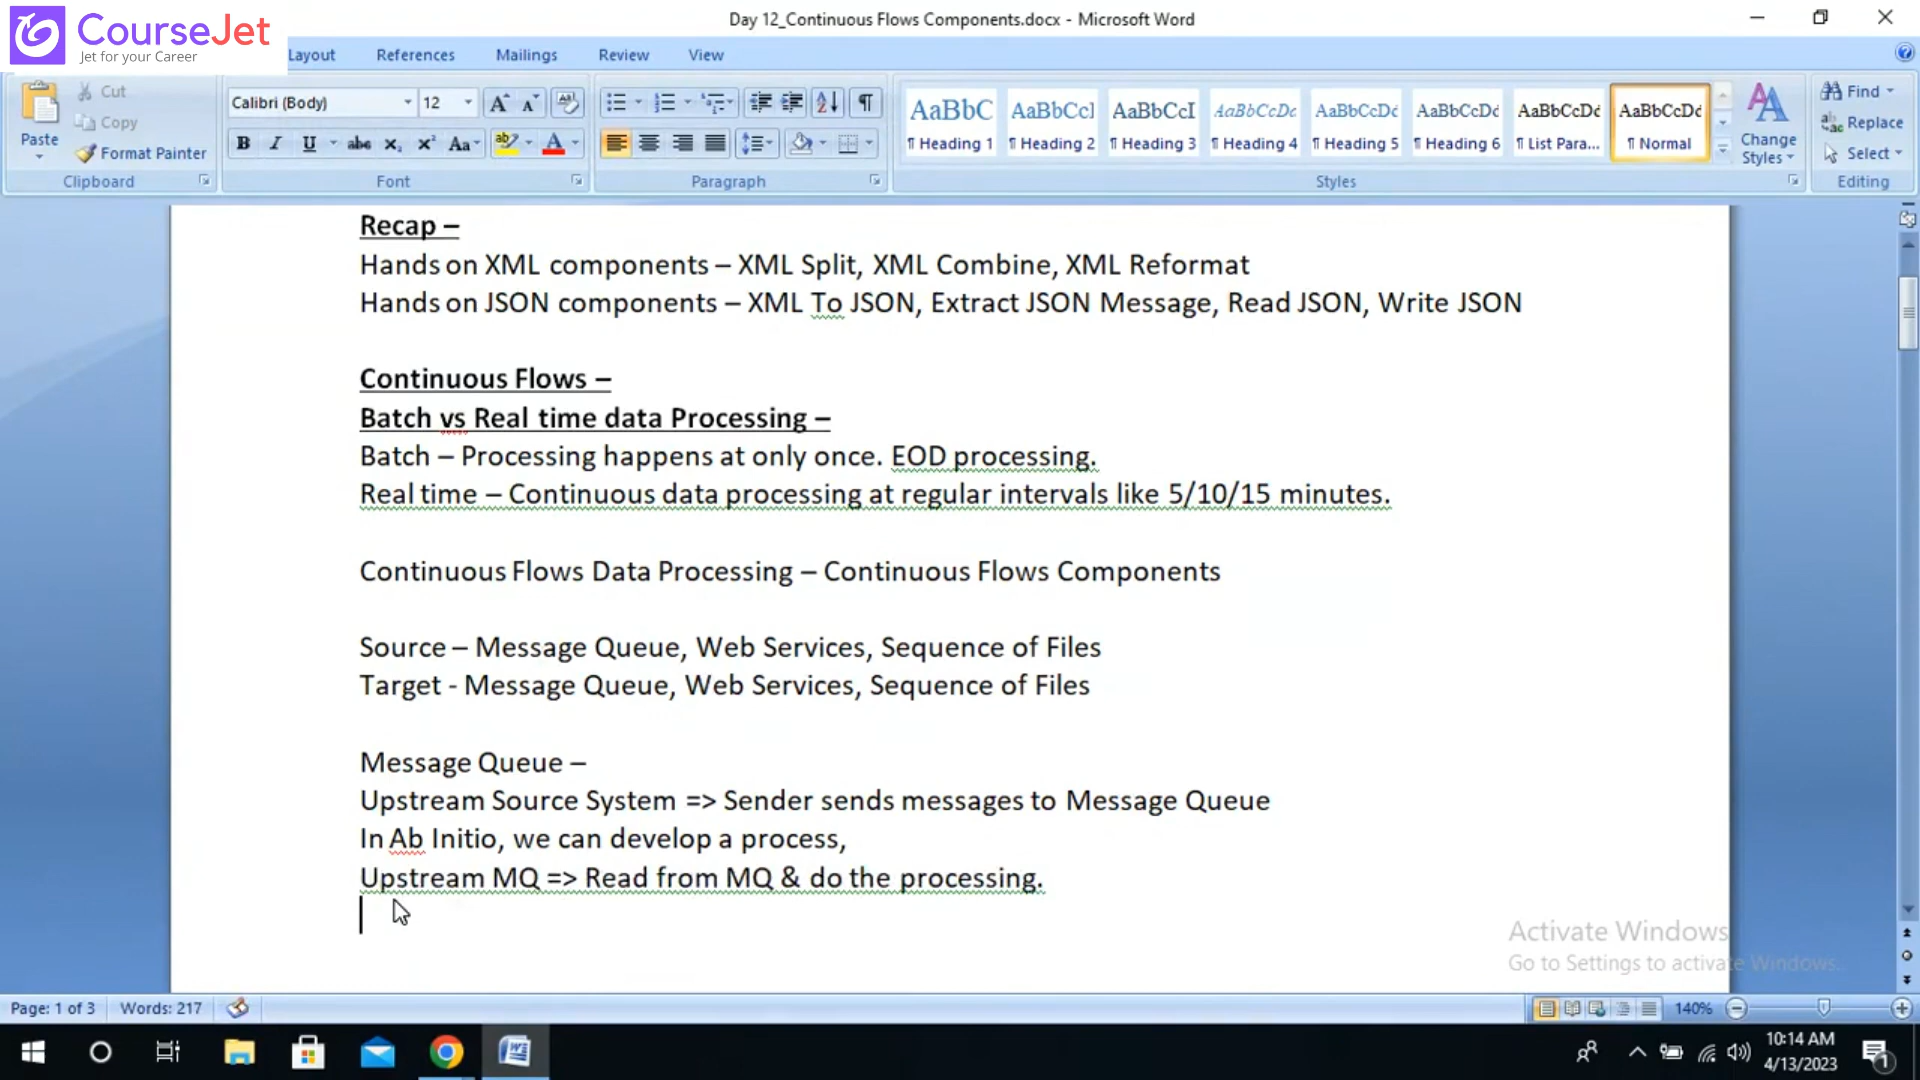 Day 12_Continuous Flows Components.docx - Microsoft Word
CourseJet
Jet for your Career
Layout References Mailings Review View
Paste
Cut
Copy
Format Painter
Clipboard
Calibri (Body) 12
Font
Paragraph
AaBbC AaBbCcI AaBbCcI AaBbCcDc AaBbCcDc AaBbCcDc AaBbCcDc AaBbCcDc
¶ Heading 1 ¶ Heading 2 ¶ Heading 3 ¶ Heading 4 ¶ Heading 5 ¶ Heading 6 ¶ List Para... ¶ Normal
Styles
Change
Styles
Find
Replace
Select
Editing
Recap –
Hands on XML components – XML Split, XML Combine, XML Reformat
Hands on JSON components – XML To JSON, Extract JSON Message, Read JSON, Write JSON
Continuous Flows –
Batch vs Real time data Processing –
Batch – Processing happens at only once. EOD processing.
Real time – Continuous data processing at regular intervals like 5/10/15 minutes.
Continuous Flows Data Processing – Continuous Flows Components
Source – Message Queue, Web Services, Sequence of Files
Target - Message Queue, Web Services, Sequence of Files
Message Queue –
Upstream Source System => Sender sends messages to Message Queue
In Ab Initio, we can develop a process,
Upstream MQ => Read from MQ & do the processing.
Activate Windows
Go to Settings to activate Windows.
Page: 1 of 3 Words: 217 140%
10:14 AM
4/13/2023
1